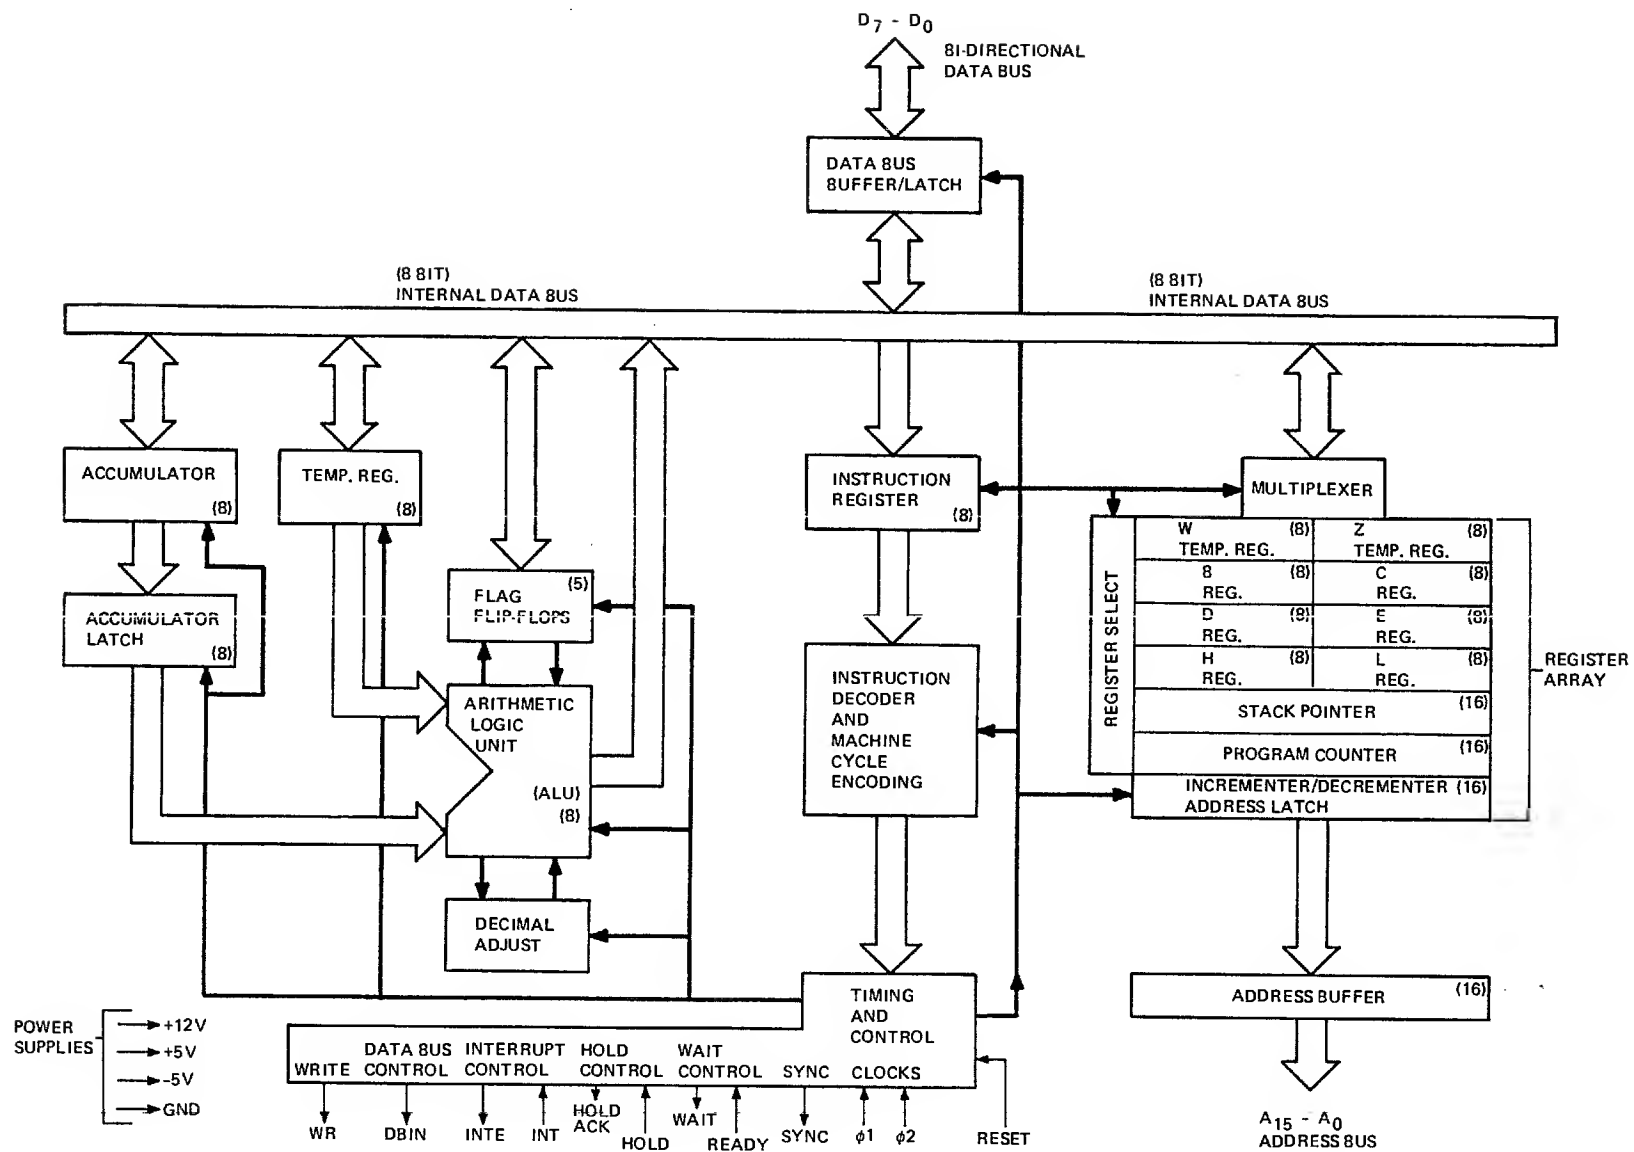 D7 - D0
8I-DIRECTIONAL
DATA BUS
DATA 8US
8UFFER/LATCH
(8 8IT)
INTERNAL DATA 8US
(8 8IT)
INTERNAL DATA 8US
ACCUMULATOR
(8)
TEMP. REG.
(8)
INSTRUCTION
REGISTER
(8)
MULTIPLEXER
ACCUMULATOR
LATCH
(8)
FLAG
FLIP-FLOPS
(5)
ARITHMETIC
LOGIC
UNIT
(ALU)
(8)
DECIMAL
ADJUST
INSTRUCTION
DECODER
AND
MACHINE
CYCLE
ENCODING
REGISTER SELECT
W (8)
TEMP. REG.
Z (8)
TEMP. REG.
8 (8)
REG.
C (8)
REG.
D (8)
REG.
E (8)
REG.
H (8)
REG.
L (8)
REG.
STACK POINTER (16)
PROGRAM COUNTER (16)
INCREMENTER/DECREMENTER (16)
ADDRESS LATCH
REGISTER
ARRAY
TIMING
AND
CONTROL
ADDRESS BUFFER (16)
POWER
SUPPLIES
+12V
+5V
-5V
GND
WRITE
DATA 8US
CONTROL
INTERRUPT
CONTROL
HOLD
CONTROL
WAIT
CONTROL
SYNC
CLOCKS
WR
DBIN
INTE
INT
HOLD
ACK
HOLD
WAIT
READY
SYNC
ϕ1
ϕ2
RESET
A15 - A0
ADDRESS 8US